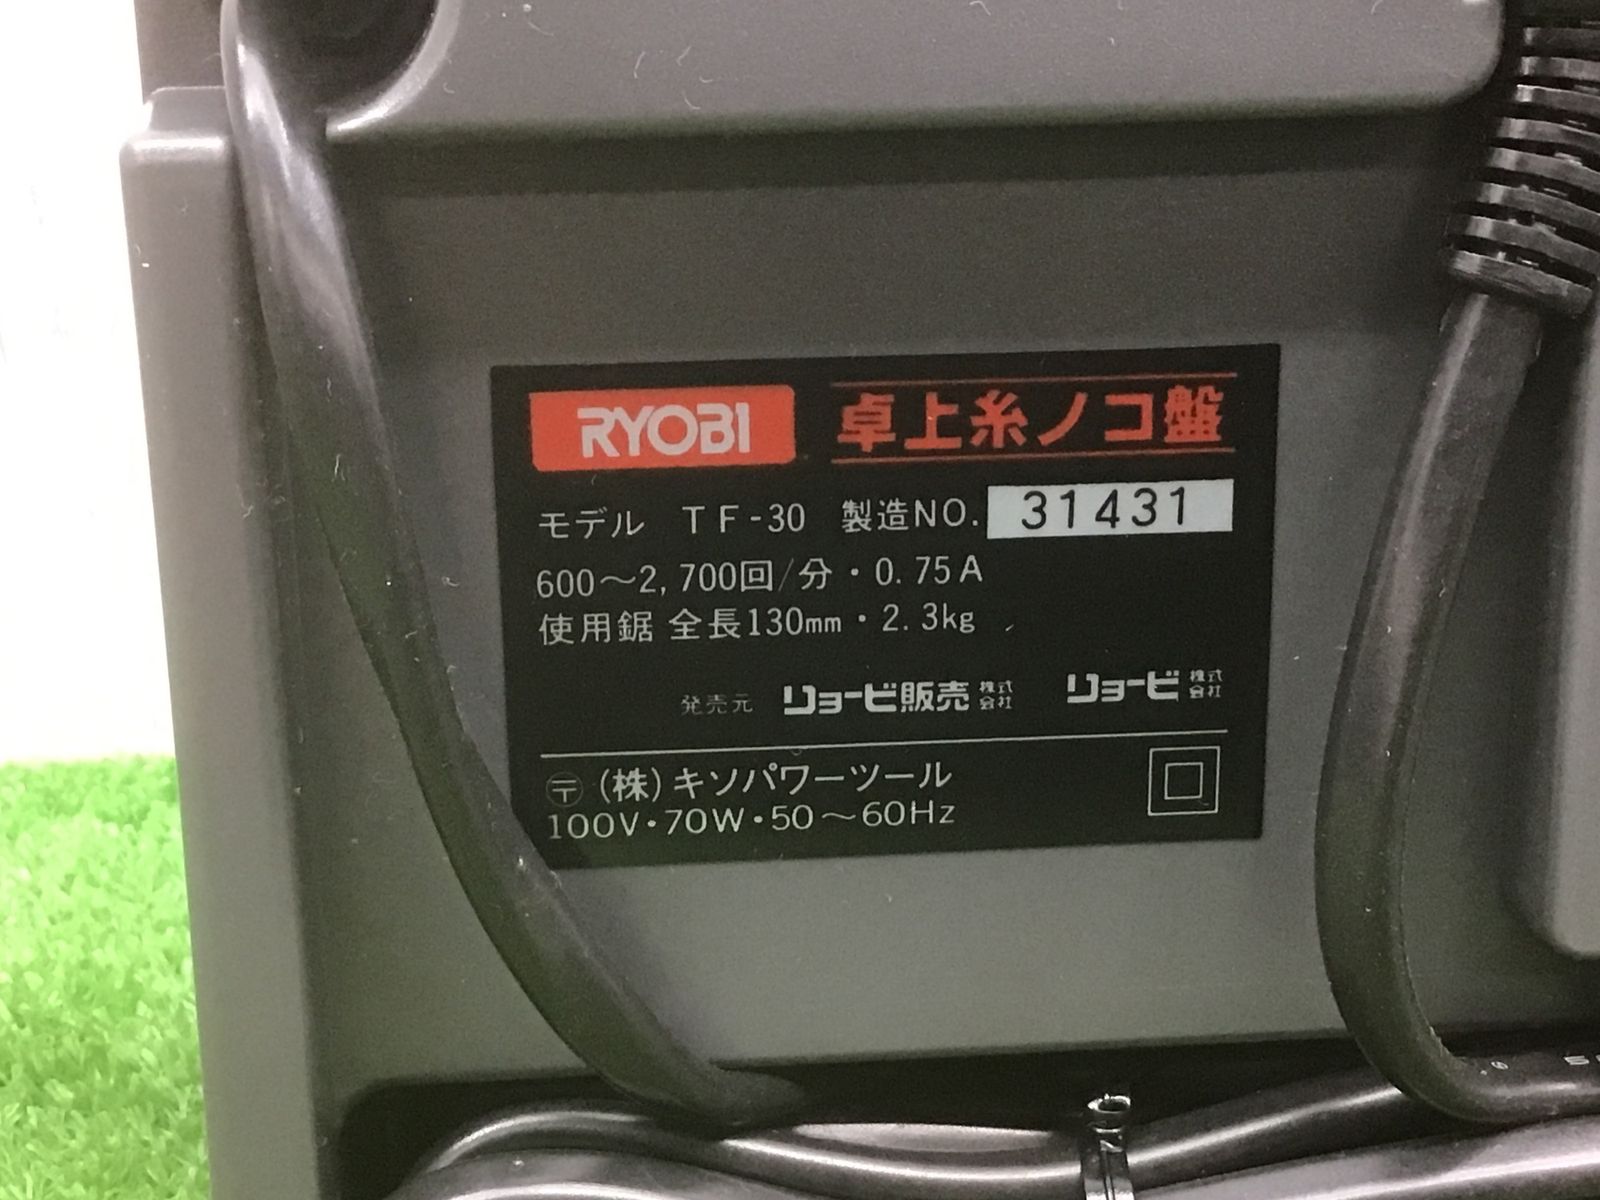 RYOBI 卓上糸ノコ盤
モデル TF-30 製造NO. 31431
600～2,700回/分・0.75A
使用鋸 全長130mm・2.3kg
発売元 リョービ販売株式会社 リョービ株式会社
〒 (株)キソパワーツール
100V・70W・50～60Hz